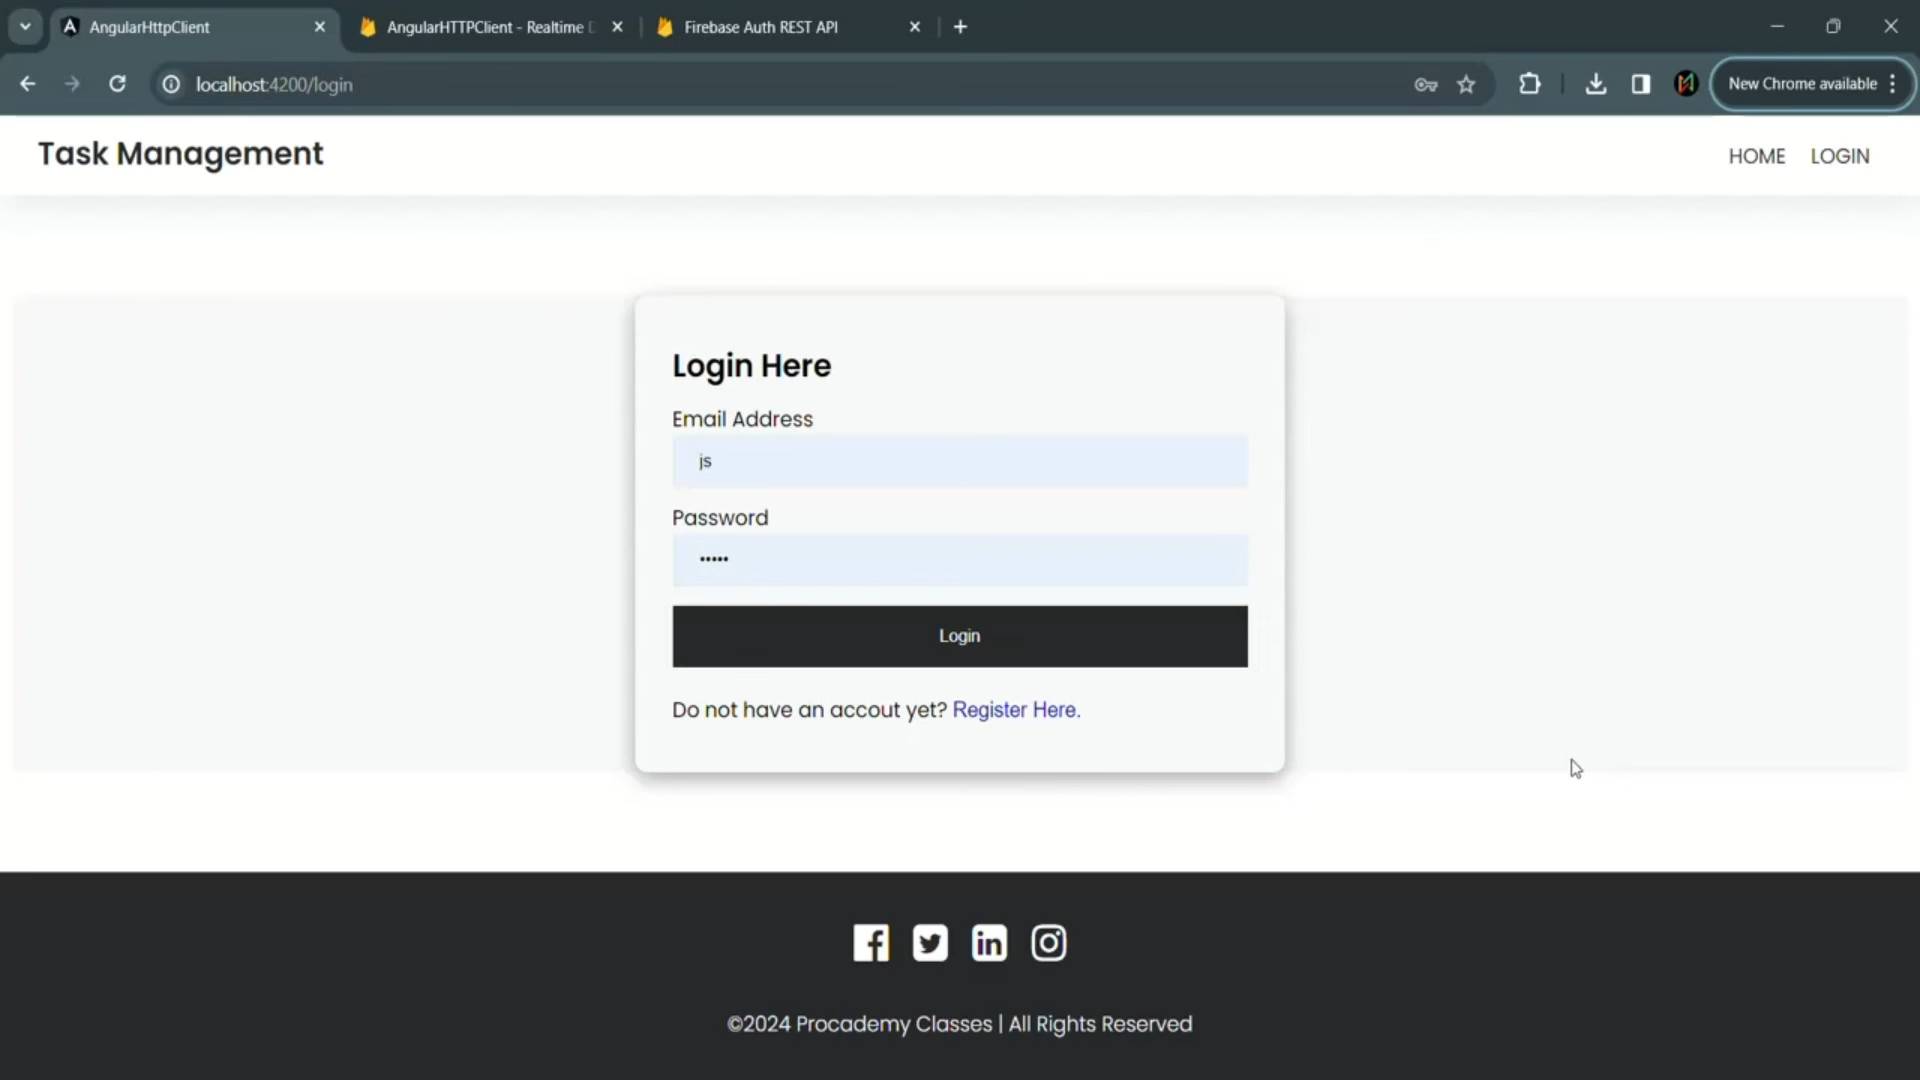 AngularHttpClient
AngularHTTPClient - Realtime
Firebase Auth REST API
localhost:4200/login
New Chrome available
Task Management
HOME
LOGIN
Login Here
Email Address
js
Password
•••••
Login
Do not have an accout yet? Register Here.
©2024 Procademy Classes | All Rights Reserved